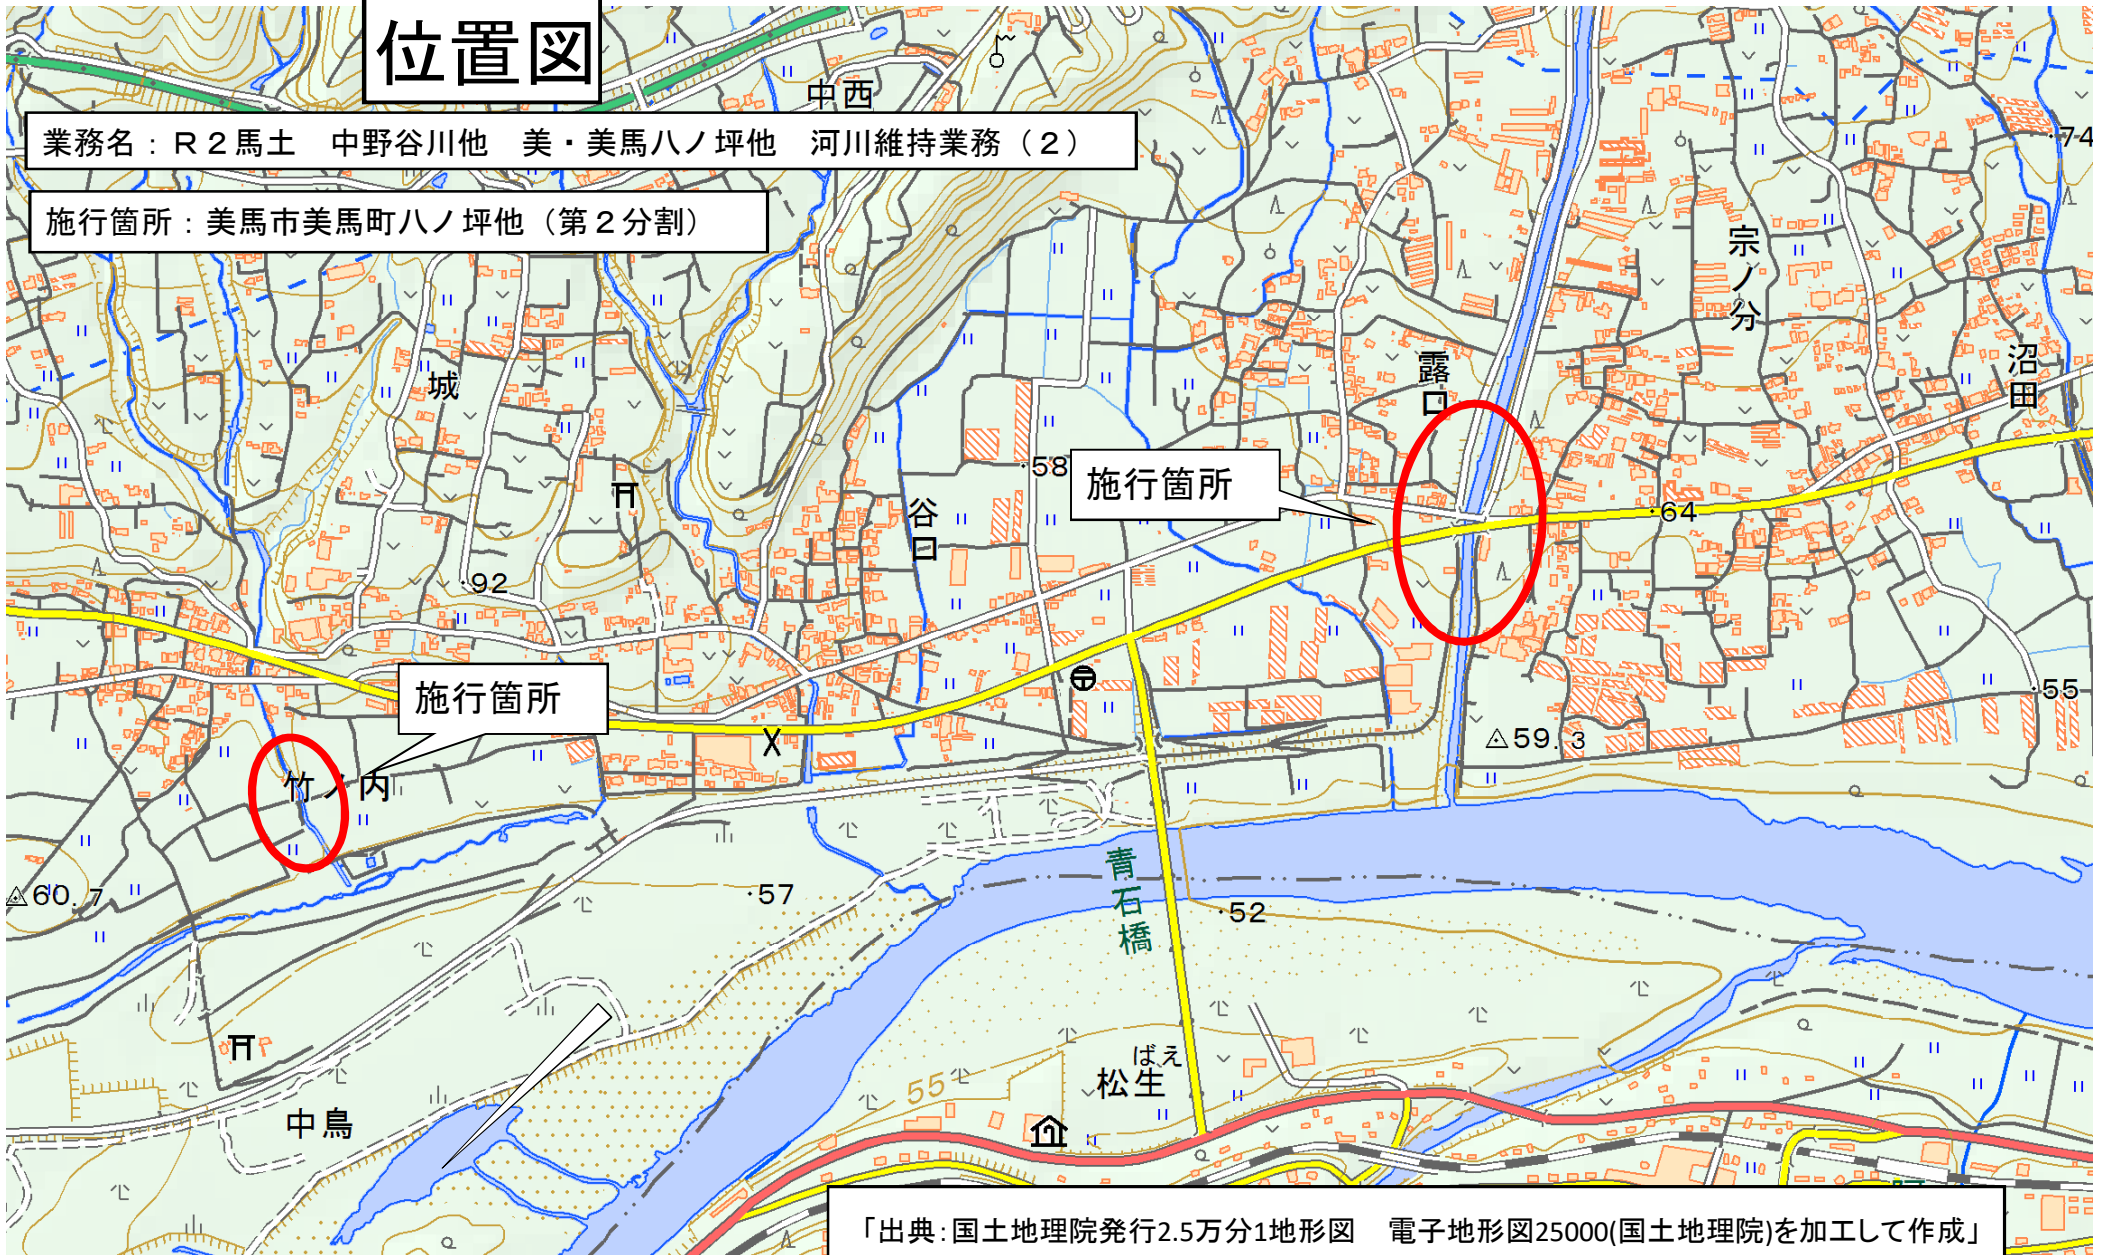 位置図
中西
業務名：Ｒ２馬土　中野谷川他　美・美馬八ノ坪他　河川維持業務（２）
74
施行箇所：美馬市美馬町八ノ坪他（第２分割）
宗ノ分
沼田
露口
城
58
施行箇所
谷口
64
92
施行箇所
55
59.3
竹ノ内
60.7
57
青石橋
52
ばえ
松生
55
中鳥
「出典：国土地理院発行2.5万分1地形図　電子地形図25000(国土地理院)を加工して作成」